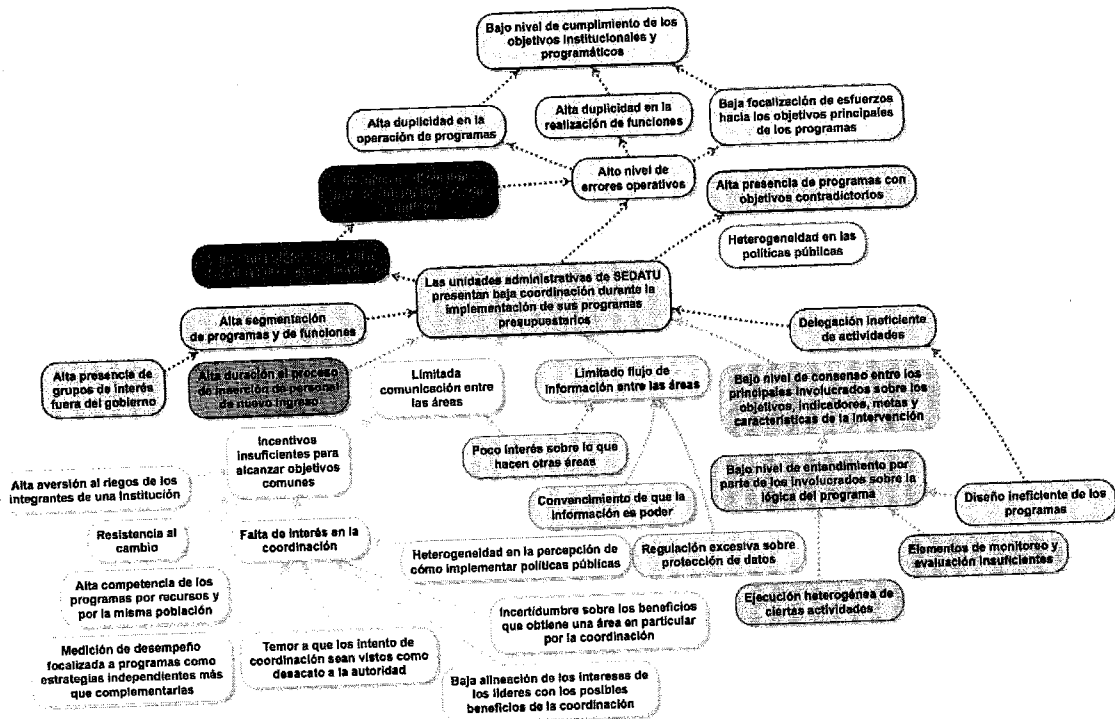 Bajo nivel de cumplimiento de los
objetivos institucionales y
programáticos
Alta duplicidad en la
operación de programas
Alta duplicidad en la
realización de funciones
Baja focalización de esfuerzos
hacia los objetivos principales
de los programas
Alto nivel de
errores operativos
Alta presencia de programas con
objetivos contradictorios
Heterogeneidad en las
políticas públicas
Las unidades administrativas de SEDATU
presentan baja coordinación durante la
implementación de sus programas
presupuestarios
Alta segmentación
de programas y de funciones
Delegación ineficiente
de actividades
Alta presencia de
grupos de interés
fuera del gobierno
Alta duración el proceso
de inserción de personal
de nuevo ingreso
Limitada
comunicación entre
las áreas
Limitado flujo de
información entre las áreas
Bajo nivel de consenso entre los
principales involucrados sobre los
objetivos, indicadores, metas y
características de la intervención
Incentivos
insuficientes para
alcanzar objetivos
comunes
Poco interés sobre lo que
hacen otras áreas
Bajo nivel de entendimiento por
parte de los involucrados sobre la
lógica del programa
Alta aversión al riegos de los
integrantes de una institución
Convencimiento de que la
información es poder
Diseño ineficiente de los
programas
Resistencia al
cambio
Falta de interés en la
coordinación
Heterogeneidad en la percepción de
cómo implementar políticas públicas
Regulación excesiva sobre
protección de datos
Elementos de monitoreo y
evaluación insuficientes
Alta competencia de los
programas por recursos y
por la misma población
Incertidumbre sobre los beneficios
que obtiene una área en particular
por la coordinación
Ejecución heterogénea de
ciertas actividades
Medición de desempeño
focalizada a programas como
estrategias independientes más
que complementarias
Temor a que los intento de
coordinación sean vistos como
desacato a la autoridad
Baja alineación de los intereses de
los líderes con los posibles
beneficios de la coordinación